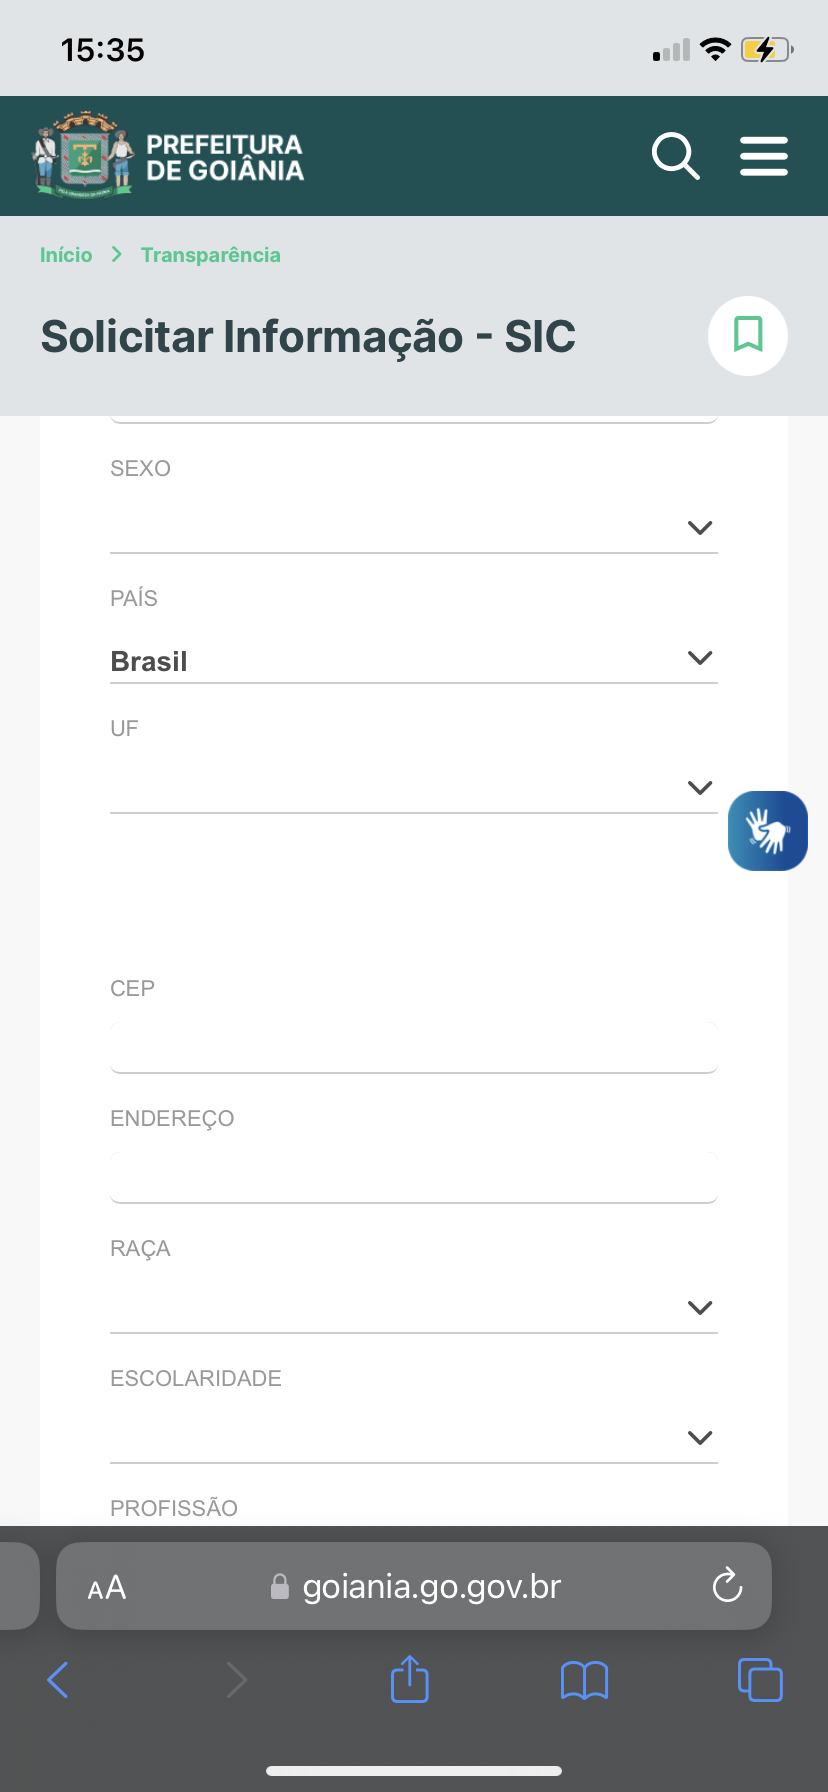 15:35
PREFEITURA
DE GOIÂNIA
Início > Transparência
Solicitar Informação - SIC
SEXO
PAÍS
Brasil
UF
CEP
ENDEREÇO
RAÇA
ESCOLARIDADE
PROFISSÃO
AA goiania.go.gov.br